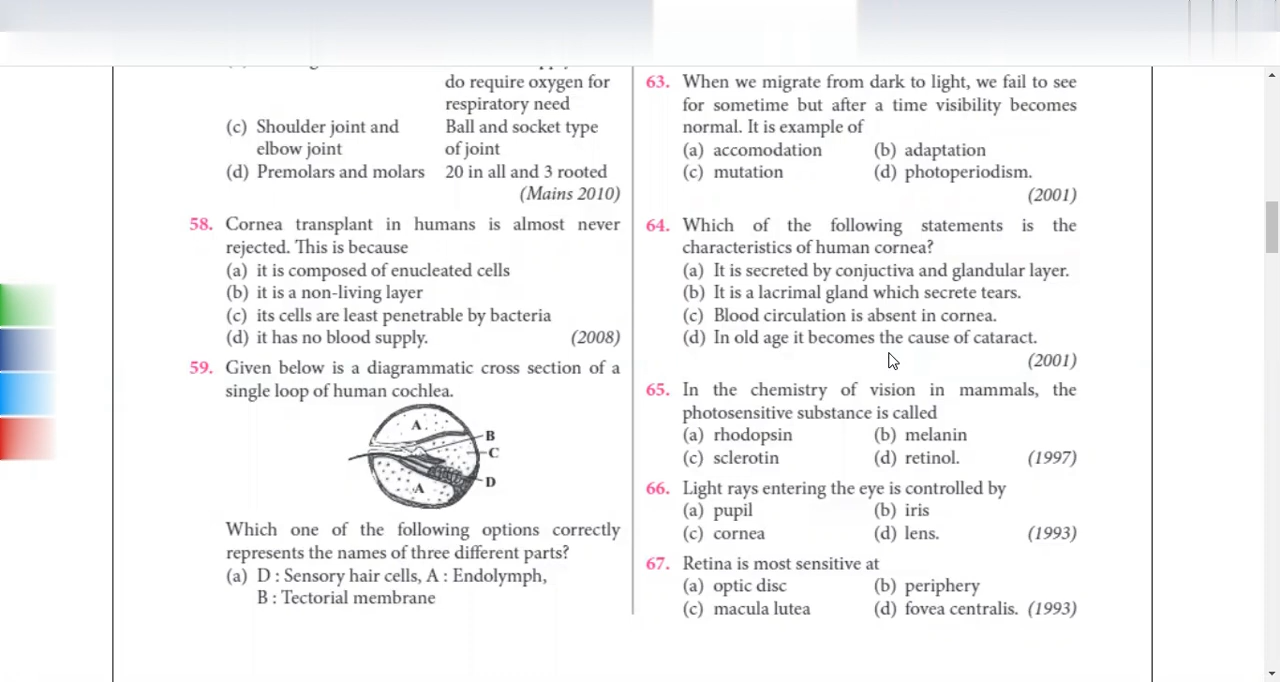 do require oxygen for
respiratory need
(c) Shoulder joint and Ball and socket type
elbow joint of joint
(d) Premolars and molars 20 in all and 3 rooted
(Mains 2010)
58. Cornea transplant in humans is almost never
rejected. This is because
(a) it is composed of enucleated cells
(b) it is a non-living layer
(c) its cells are least penetrable by bacteria
(d) it has no blood supply. (2008)
59. Given below is a diagrammatic cross section of a
single loop of human cochlea.
A
B
C
D
A
Which one of the following options correctly
represents the names of three different parts?
(a) D : Sensory hair cells, A : Endolymph,
B : Tectorial membrane
63. When we migrate from dark to light, we fail to see
for sometime but after a time visibility becomes
normal. It is example of
(a) accomodation (b) adaptation
(c) mutation (d) photoperiodism.
(2001)
64. Which of the following statements is the
characteristics of human cornea?
(a) It is secreted by conjuctiva and glandular layer.
(b) It is a lacrimal gland which secrete tears.
(c) Blood circulation is absent in cornea.
(d) In old age it becomes the cause of cataract.
(2001)
65. In the chemistry of vision in mammals, the
photosensitive substance is called
(a) rhodopsin (b) melanin
(c) sclerotin (d) retinol. (1997)
66. Light rays entering the eye is controlled by
(a) pupil (b) iris
(c) cornea (d) lens. (1993)
67. Retina is most sensitive at
(a) optic disc (b) periphery
(c) macula lutea (d) fovea centralis. (1993)